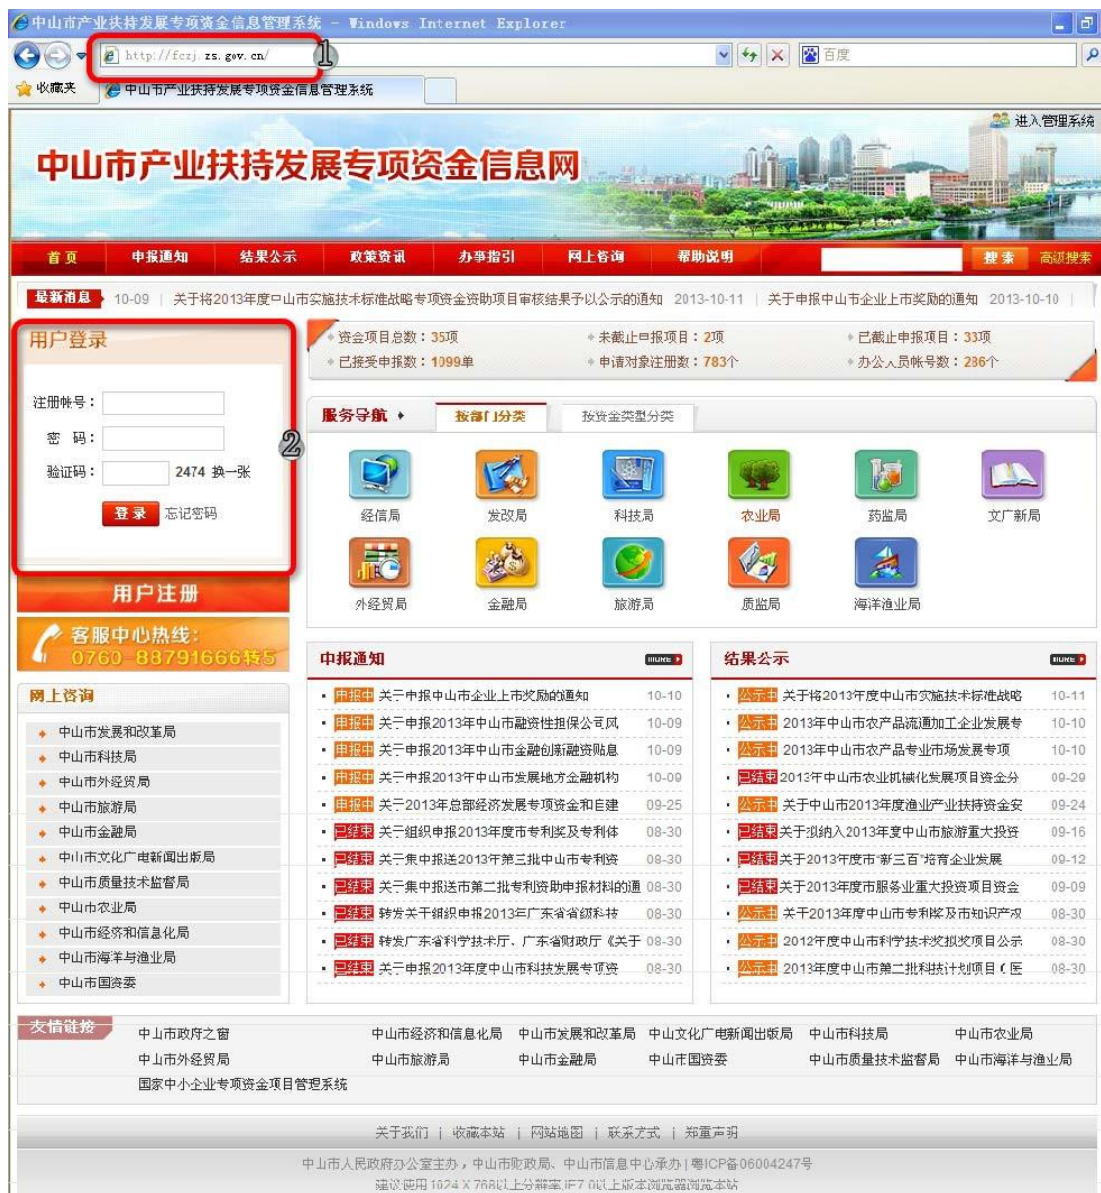 中山市产业扶持发展专项资金信息管理系统 - Windows Internet Explorer
http://fczj.zs.gov.cn/
1
百度
收藏夹
中山市产业扶持发展专项资金信息管理系统
进入管理系统
中山市产业扶持发展专项资金信息网
首页 申报通知 结果公示 政策资讯 办事指引 网上咨询 帮助说明 搜索 高级搜索
最新消息 10-09 | 关于将2013年度中山市实施技术标准战略专项资金资助项目审核结果予以公示的通知 2013-10-11 | 关于申报中山市企业上市奖励的通知 2013-10-10 |
用户登录
注册帐号：
密 码：
2
验证码： 2474 换一张
登录 忘记密码
用户注册
客服中心热线：
0760-88791666转5
网上咨询
中山市发展和改革局
中山市科技局
中山市外经贸局
中山市旅游局
中山市金融局
中山市文化广电新闻出版局
中山市质量技术监督局
中山市农业局
中山市经济和信息化局
中山市海洋与渔业局
中山市国资委
资金项目总数：35项 未截止申报项目：2项 已截止申报项目：33项
已接受申报数：1099单 申请对象注册数：783个 办公人员帐号数：286个
服务导航 按部门分类 按资金类型分类
经信局 发改局 科技局 农业局 药监局 文广新局
外经贸局 金融局 旅游局 质监局 海洋渔业局
申报通知 MORE
申报中 关于申报中山市企业上市奖励的通知 10-10
申报中 关于申报2013年中山市融资性担保公司风 10-09
申报中 关于申报2013年中山市金融创新融资贴息 10-09
申报中 关于申报2013年中山市发展地方金融机构 10-09
申报中 关于2013年总部经济发展专项资金和自建 09-25
已结束 关于组织申报2013年度市专利奖及专利体 08-30
已结束 关于集中报送2013年第三批中山市专利资 08-30
已结束 关于集中报送市第二批专利资助申报材料的通 08-30
已结束 转发关于组织申报2013年广东省省级科技 08-30
已结束 转发广东省科学技术厅、广东省财政厅《关于 08-30
已结束 关于申报2013年度中山市科技发展专项资 08-30
结果公示 MORE
公示中 关于将2013年度中山市实施技术标准战略 10-11
公示中 2013年中山市农产品流通加工企业发展专 10-10
公示中 2013年中山市农产品专业市场发展专项 10-10
已结束 2013年中山市农业机械化发展项目资金分 09-29
公示中 关于中山市2013年度渔业产业扶持资金安 09-24
已结束 关于拟纳入2013年度中山市旅游重大投资 09-16
已结束 关于2013年度市“新三百”培育企业发展 09-12
已结束 关于2013年度市服务业重大投资项目资金 09-09
公示中 关于2013年度中山市专利奖及市知识产权 08-30
公示中 2012年度中山市科学技术奖拟奖项目公示 08-30
公示中 2013年度中山市第二批科技计划项目（医 08-30
友情链接
中山市政府之窗 中山市经济和信息化局 中山市发展和改革局 中山文化广电新闻出版局 中山市科技局 中山市农业局
中山市外经贸局 中山市旅游局 中山市金融局 中山市国资委 中山市质量技术监督局 中山市海洋与渔业局
国家中小企业专项资金项目管理系统
关于我们 | 收藏本站 | 网站地图 | 联系方式 | 郑重声明
中山市人民政府办公室主办，中山市财政局、中山市信息中心承办 | 粤ICP备06004247号
建议使用1024 X 768以上分辨率,IE7.0以上版本浏览器浏览本站